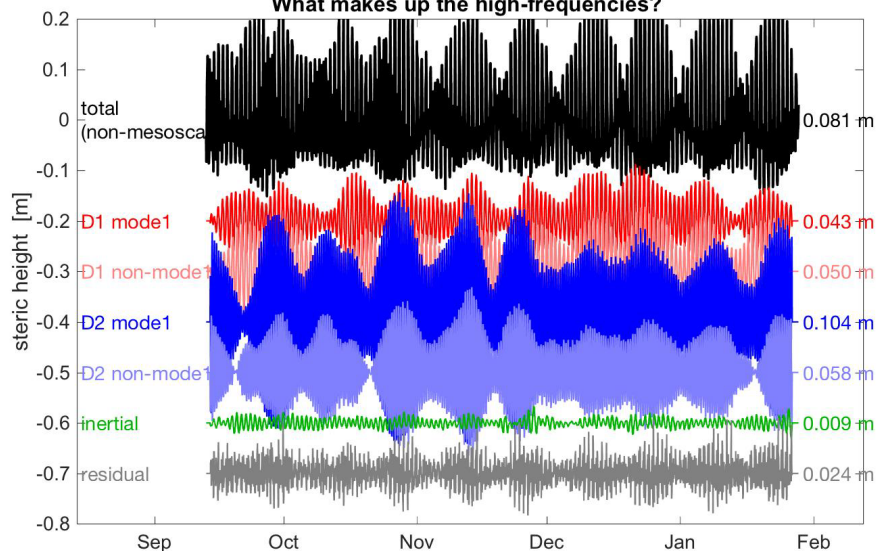 What makes up the high-frequencies?
0.2
0.1
0
-0.1
-0.2
-0.3
-0.4
-0.5
-0.6
-0.7
-0.8
steric height [m]
total
(non-mesosca
D1 mode1
D1 non-mode1
D2 mode1
D2 non-mode1
inertial
residual
0.081 m
0.043 m
0.050 m
0.104 m
0.058 m
0.009 m
0.024 m
Sep Oct Nov Dec Jan Feb